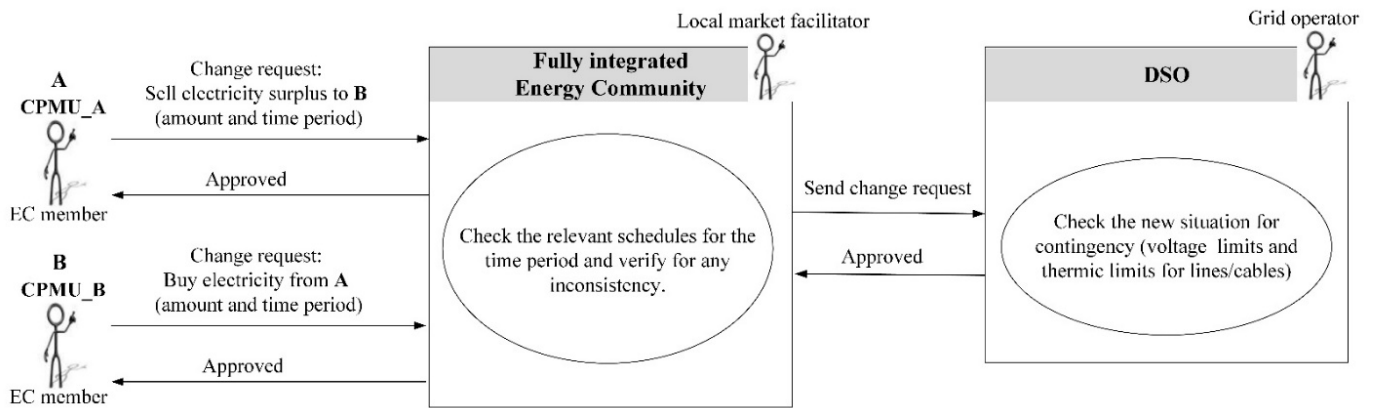 Local market facilitator
Grid operator
A
CPMU_A
Change request:
Sell electricity surplus to B
(amount and time period)
Approved
EC member
B
CPMU_B
Change request:
Buy electricity from A
(amount and time period)
Approved
EC member
Fully integrated
Energy Community
Check the relevant schedules for the
time period and verify for any
inconsistency.
Send change request
Approved
DSO
Check the new situation for
contingency (voltage limits and
thermic limits for lines/cables)